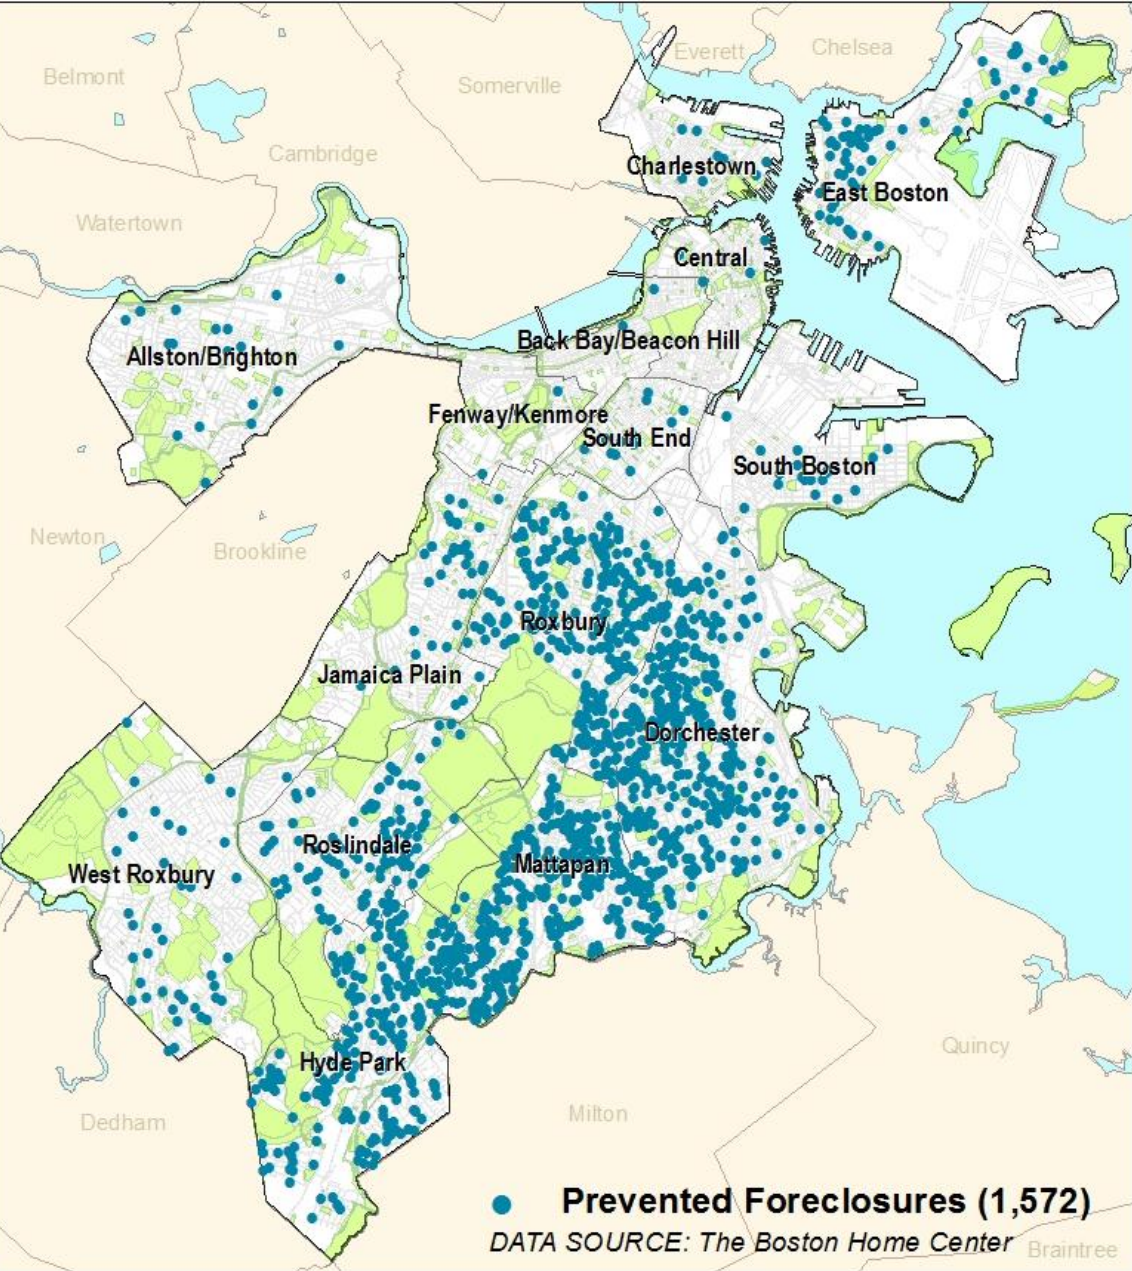 Everett
Chelsea
Belmont
Somerville
Cambridge
Charlestown
East Boston
Watertown
Central
Back Bay/Beacon Hill
Allston/Brighton
Fenway/Kenmore
South End
South Boston
Newton
Brookline
Roxbury
Jamaica Plain
Dorchester
Roslindale
Mattapan
West Roxbury
Quincy
Hyde Park
Milton
Dedham
Prevented Foreclosures (1,572)
DATA SOURCE: The Boston Home Center
Braintree